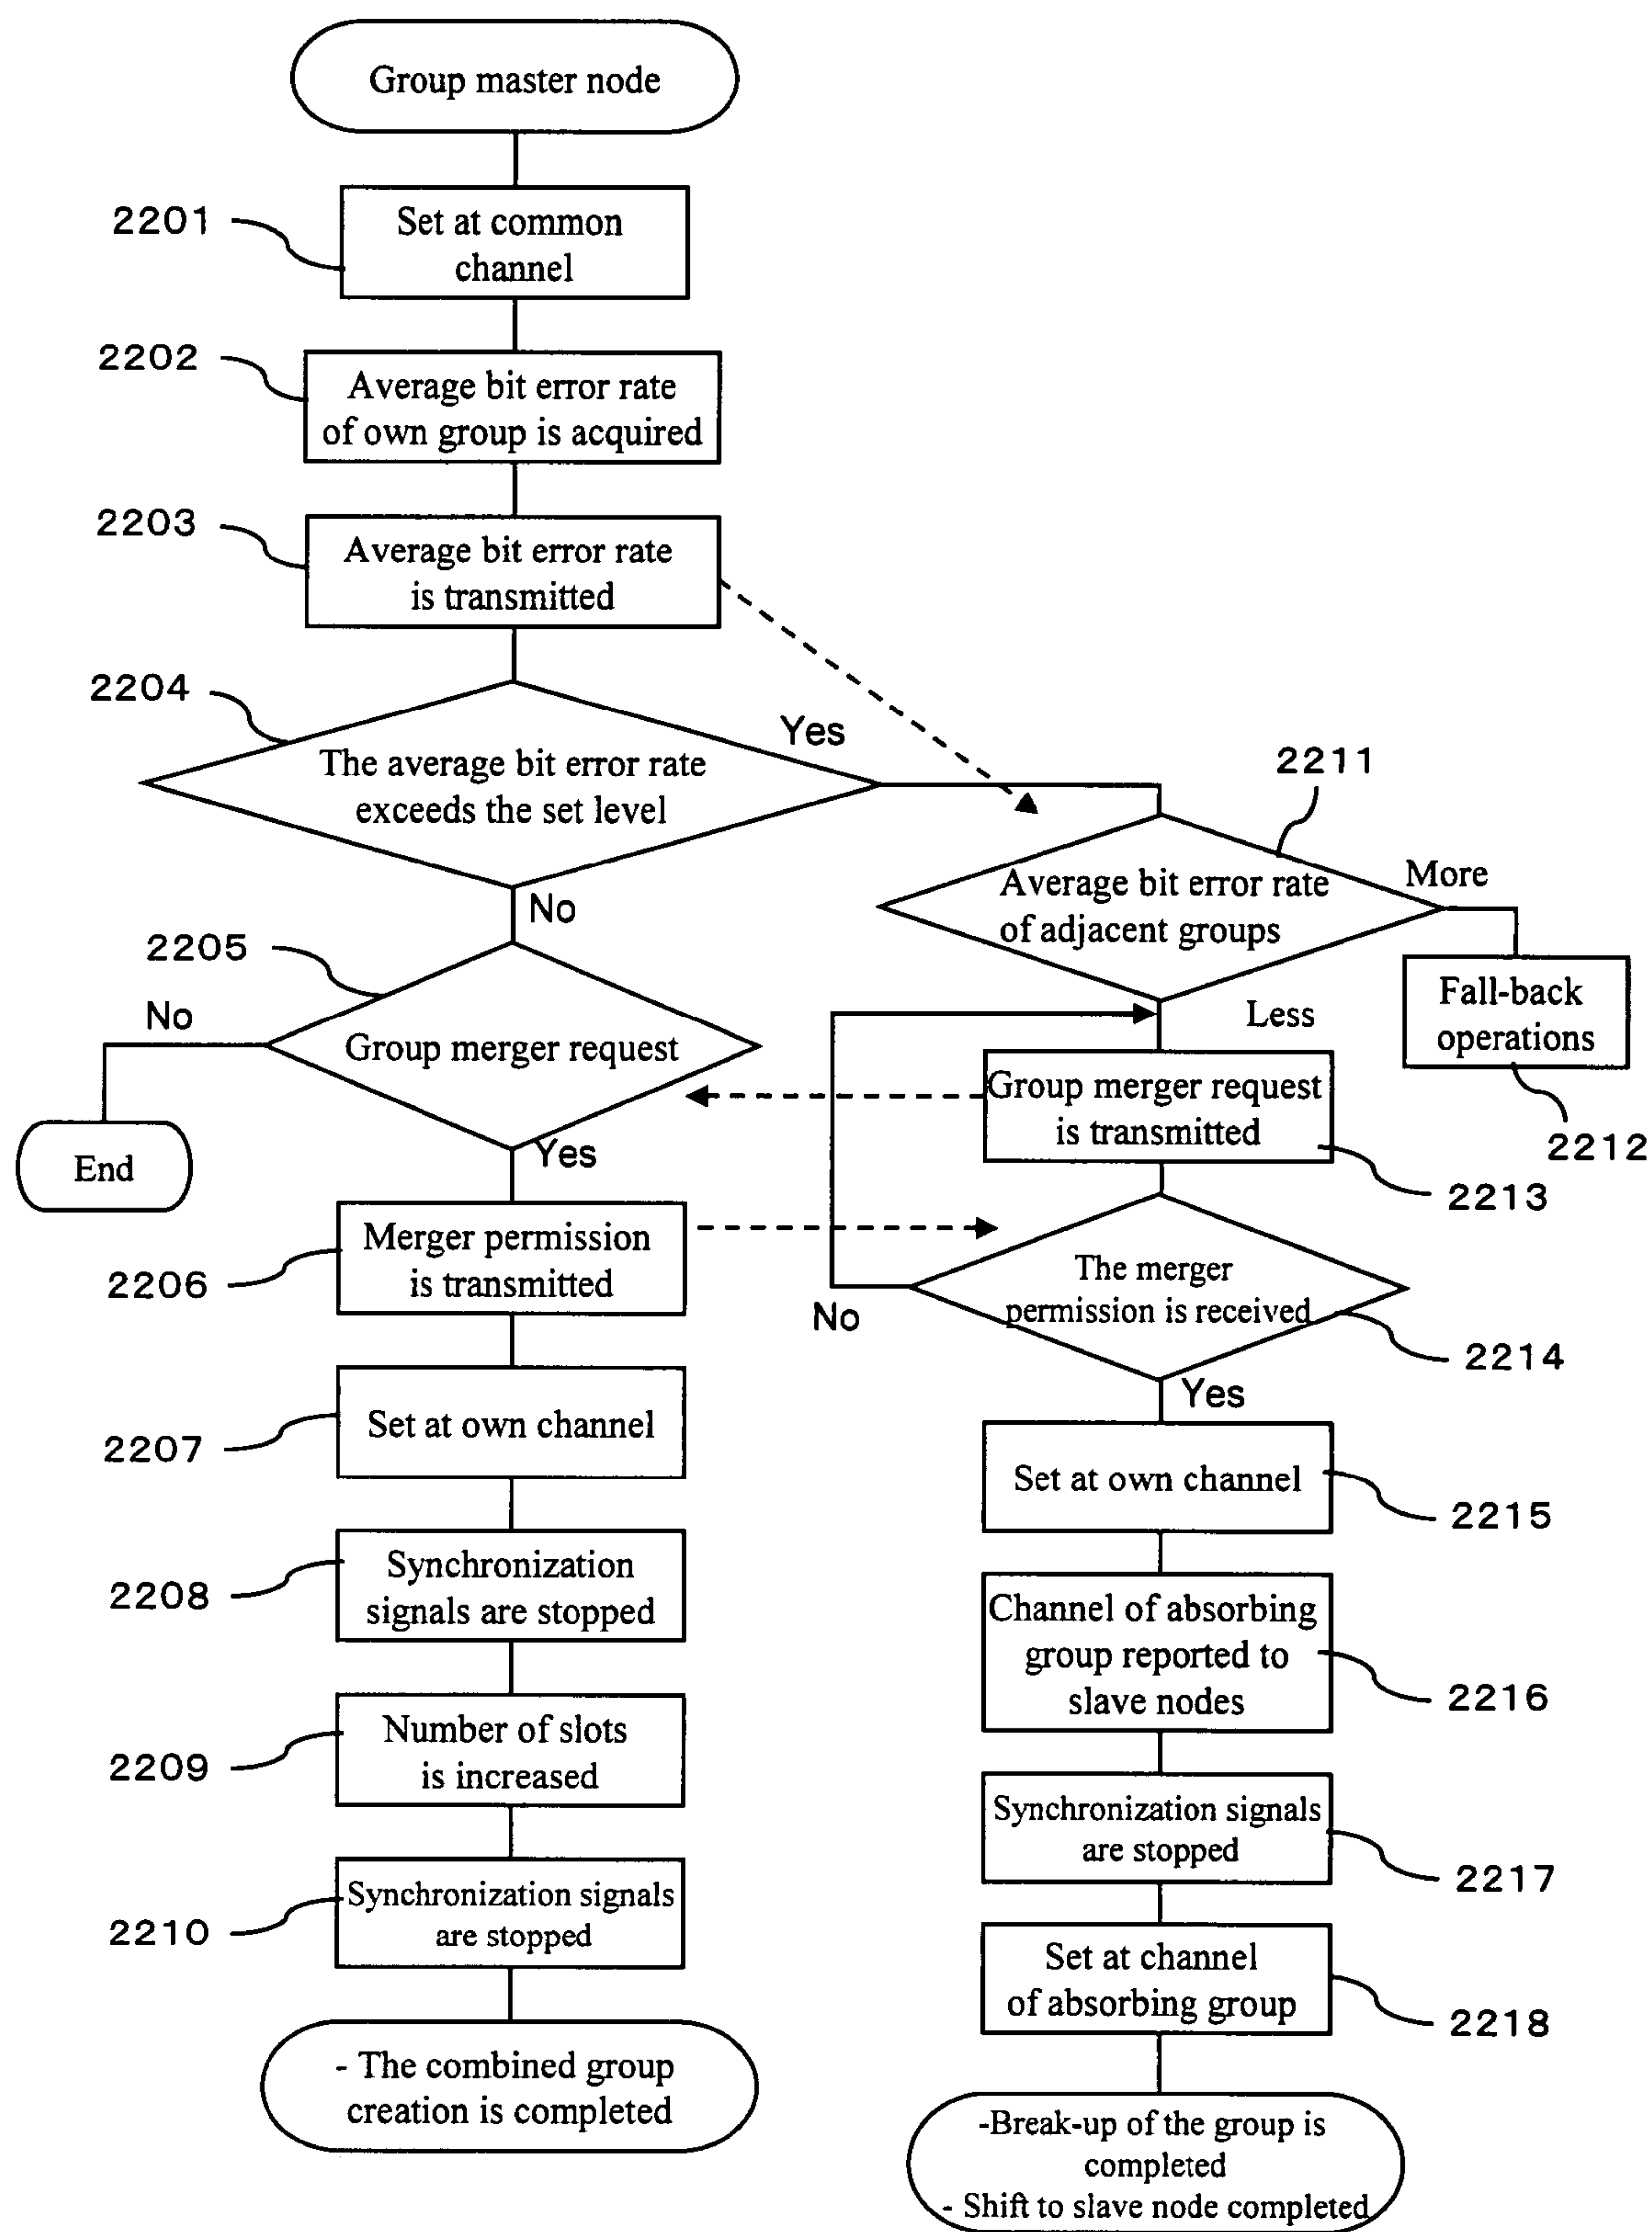 Group master node
2201
Set at common
channel
2202
Average bit error rate
of own group is acquired
2203
Average bit error rate
is transmitted
2204
The average bit error rate
exceeds the set level
Yes
No
2211
Average bit error rate
of adjacent groups
More
Less
Fall-back
operations
2212
2205
Group merger request
No
End
Yes
Group merger request
is transmitted
2213
2206
Merger permission
is transmitted
The merger
permission is received
No
2214
Yes
2207
Set at own channel
Set at own channel
2215
2208
Synchronization
signals are stopped
Channel of absorbing
group reported to
slave nodes
2216
2209
Number of slots
is increased
Synchronization signals
are stopped
2217
2210
Synchronization signals
are stopped
Set at channel
of absorbing group
2218
- The combined group
creation is completed
-Break-up of the group is
completed
- Shift to slave node completed